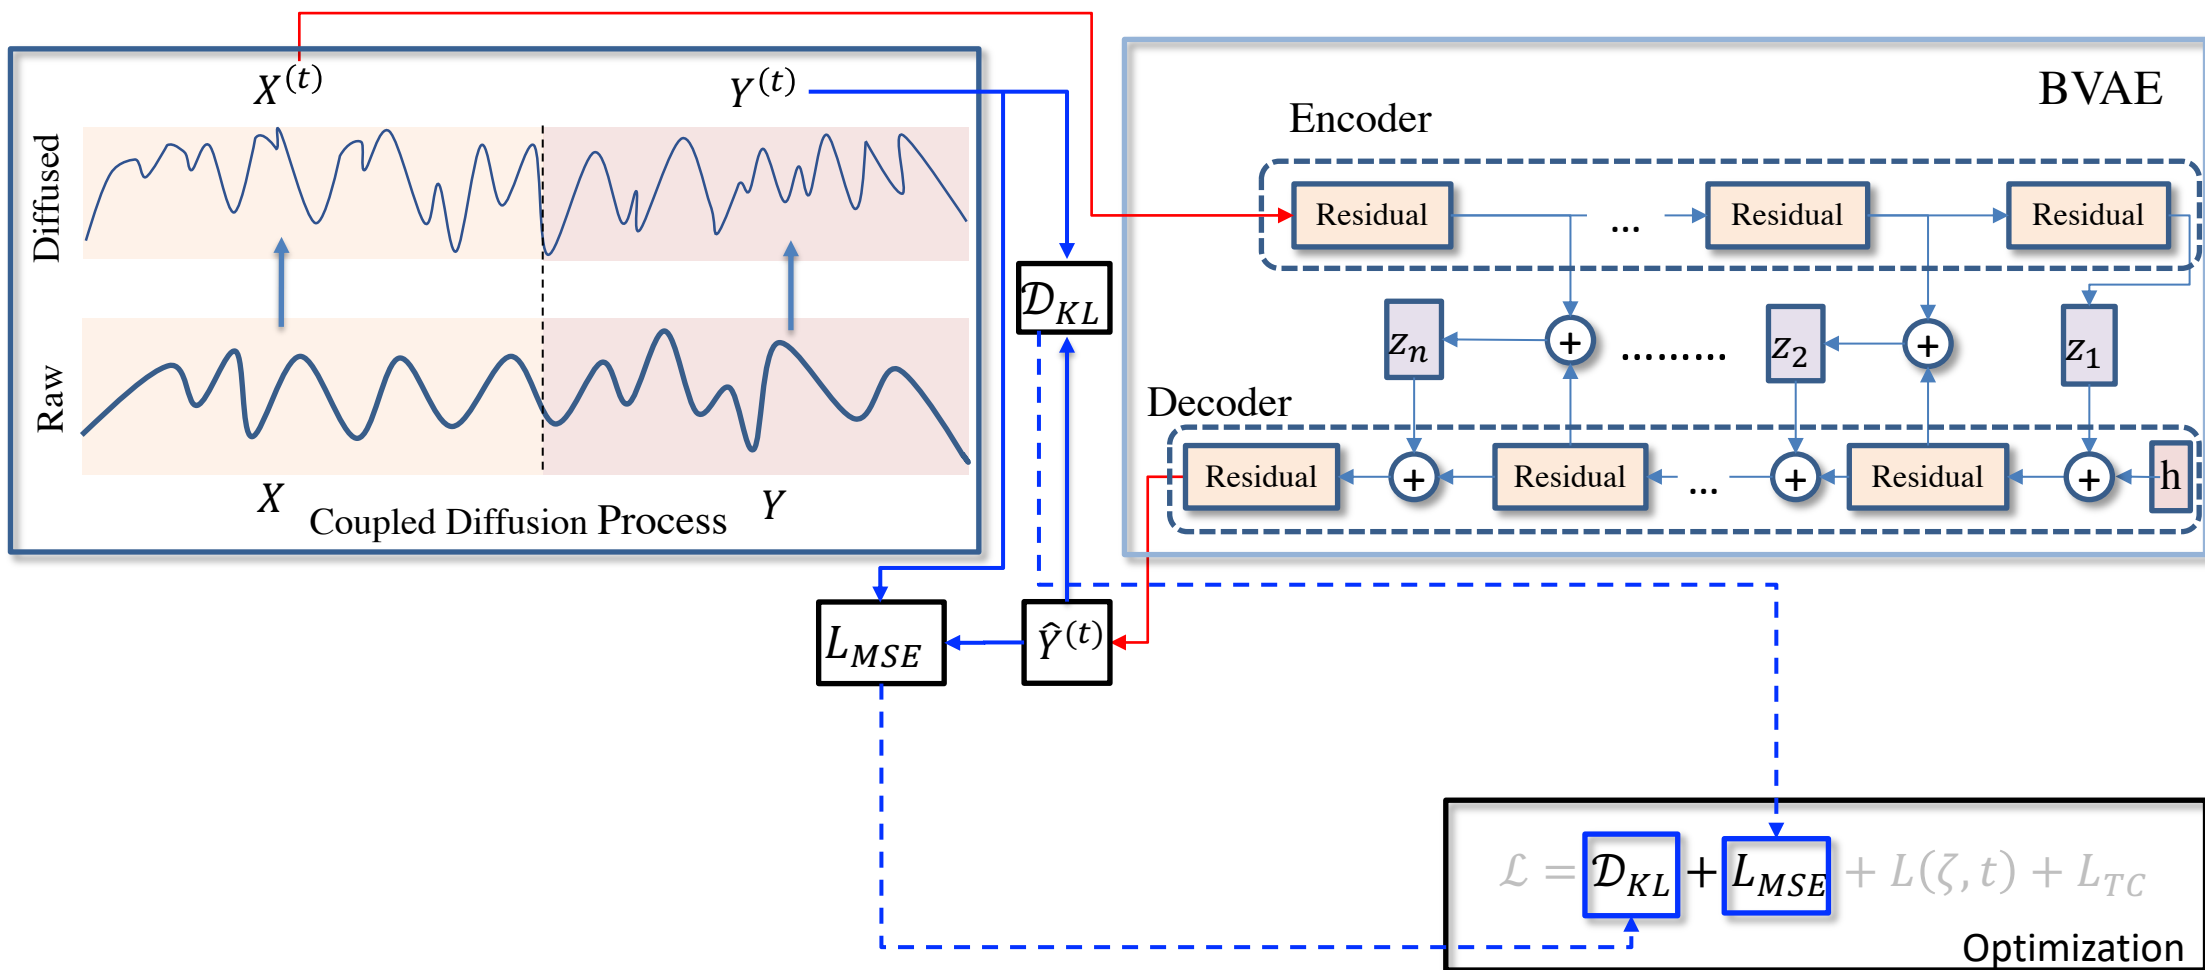 X^(t)
Y^(t)
Diffused
Raw
X
Y
Coupled Diffusion Process
BVAE
Encoder
Residual
...
Residual
Residual
D_KL
z_n
+
.........
z_2
+
z_1
Decoder
Residual
+
Residual
...
+
Residual
+
h
L_MSE
Ŷ^(t)
ℒ = D_KL + L_MSE + L(ζ, t) + L_TC
Optimization